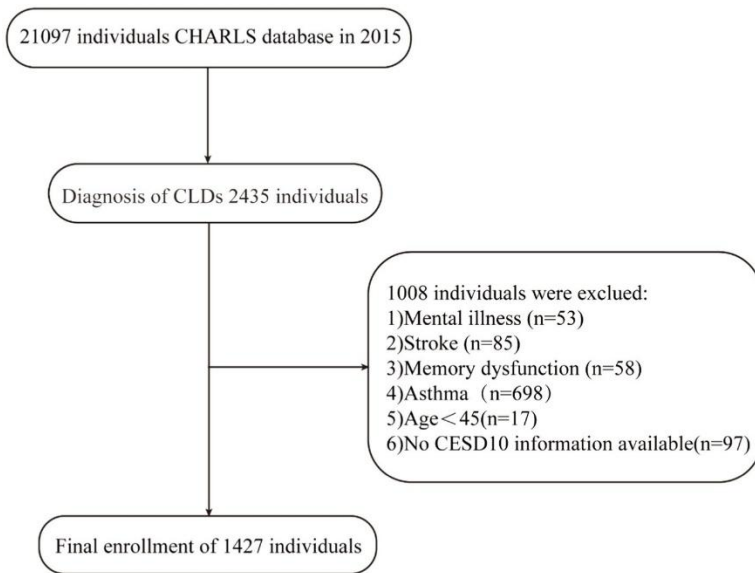 21097 individuals CHARLS database in 2015
Diagnosis of CLDs 2435 individuals
1008 individuals were exclued:
1)Mental illness (n=53)
2)Stroke (n=85)
3)Memory dysfunction (n=58)
4)Asthma（n=698）
5)Age＜45(n=17)
6)No CESD10 information available(n=97)
Final enrollment of 1427 individuals